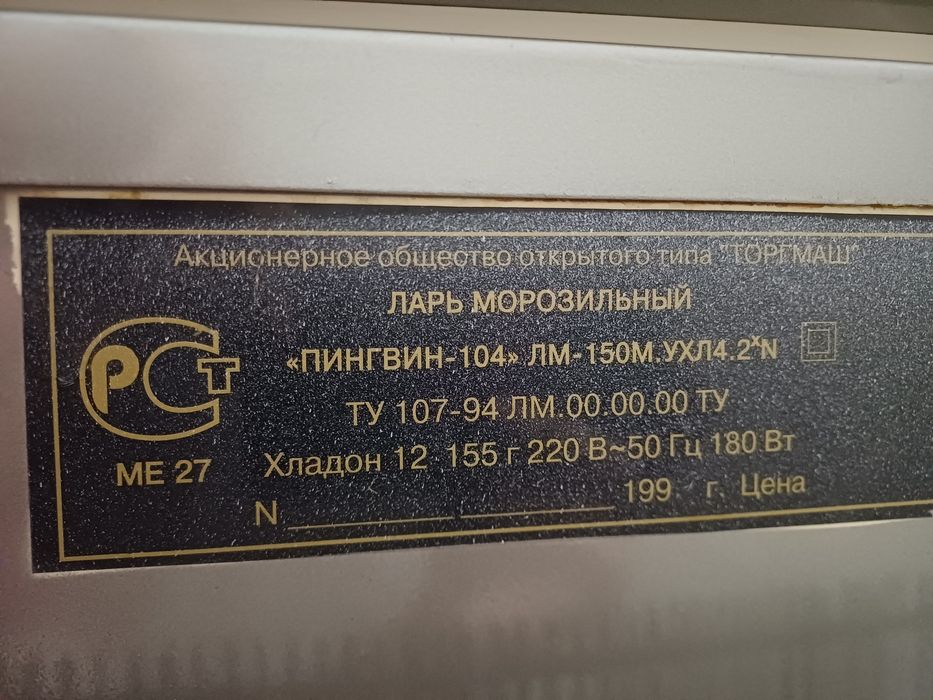 Акционерное общество открытого типа "ТОРГМАШ"
ЛАРЬ МОРОЗИЛЬНЫЙ
«ПИНГВИН-104» ЛМ-150М.УХЛ4.2ˣN
РСТ
ТУ 107-94 ЛМ.00.00.00 ТУ
МЕ 27
Хладон 12 155 г 220 В~50 Гц 180 Вт
N 199 г. Цена